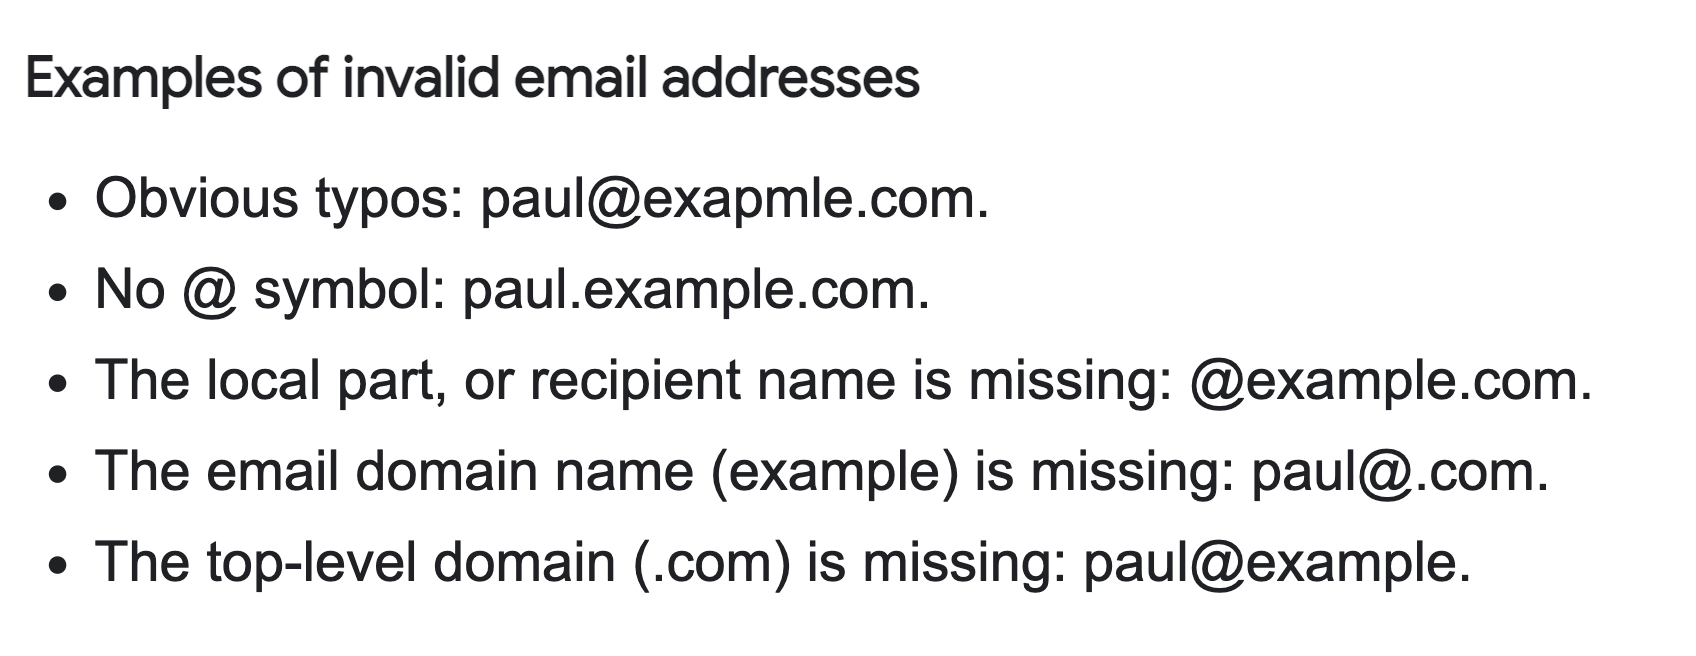 Examples of invalid email addresses
• Obvious typos: paul@exapmle.com.
• No @ symbol: paul.example.com.
• The local part, or recipient name is missing: @example.com.
• The email domain name (example) is missing: paul@.com.
• The top-level domain (.com) is missing: paul@example.